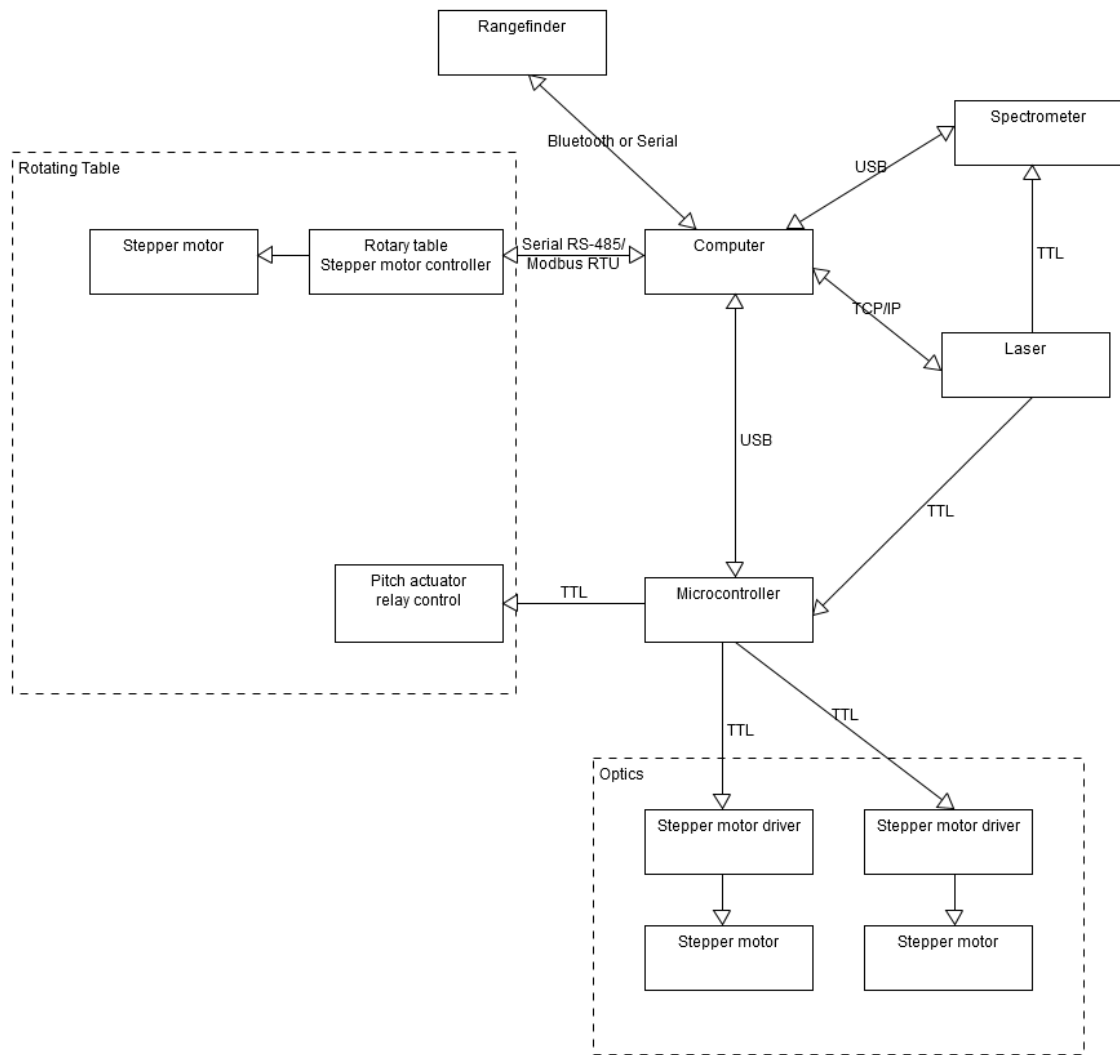 Rangefinder
Bluetooth or Serial
Spectrometer
USB
Rotating Table
Stepper motor
Rotary table
Stepper motor controller
Serial RS-485/
Modbus RTU
Computer
TTL
TCP/IP
Laser
USB
TTL
Pitch actuator
relay control
TTL
Microcontroller
TTL
TTL
Optics
Stepper motor driver
Stepper motor driver
Stepper motor
Stepper motor